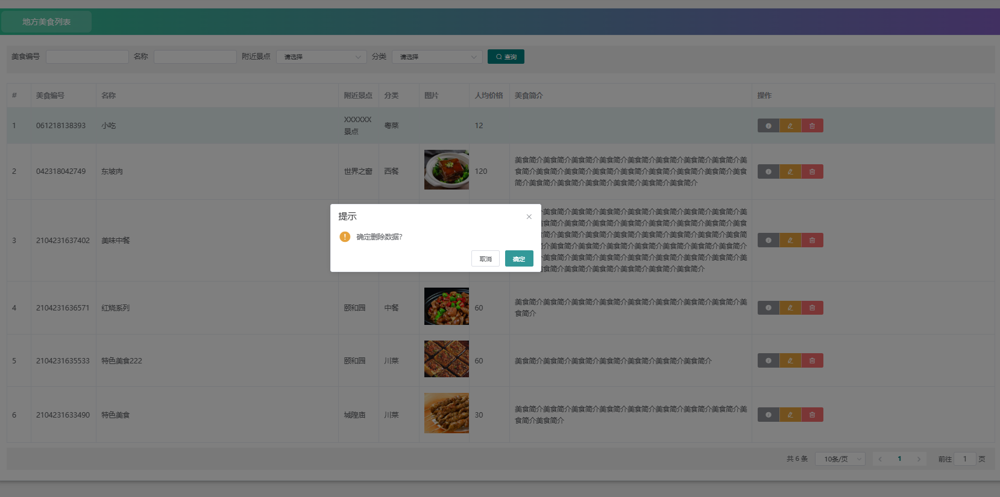 地方美食列表
美食编号 名称 附近景点 请选择 分类 请选择 查询
# 美食编号 名称 附近景点 分类 图片 人均价格 美食简介 操作
1 061218138393 小吃 XXXXXX景点 粤菜 12
2 042318042749 东坡肉 世界之窗 西餐 120
美食简介美食简介美食简介美食简介美食简介美食简介美食简介美食简介美
食简介美食简介美食简介美食简介美食简介美食简介美食简介美食简介美食
简介美食简介美食简介美食简介美食简介美食简介美食简介
3 2104231637402 美味中餐
美食简介美食简介美食简介美食简介美食简介美食简介美食简介美
食简介美食简介美食简介美食简介美食简介美食简介美食简介美食
简介美食简介美食简介美食简介美食简介美食简介美食简介美食简
介美食简介美食简介美食简介美食简介美食简介美食简介美食简介
美食简介美食简介美食简介美食简介美食简介美食简介美食简介美
食简介美食简介美食简介美食简介美食简介美食简介
提示
确定删除数据?
取消 确定
4 2104231636571 红烧系列 颐和园 中餐 60
美食简介美食简介美食简介美食简介美食简介美食简介美食简介美食简介美
食简介
5 2104231635533 特色美食222 颐和园 川菜 60 美食简介美食简介美食简介美食简介美食简介美食简介美食简介
6 2104231633490 特色美食 城隍庙 川菜 30
美食简介美食简介美食简介美食简介美食简介美食简介美食简介美食简介美
食简介美食简介
共 6 条 10条/页 1 前往 1 页